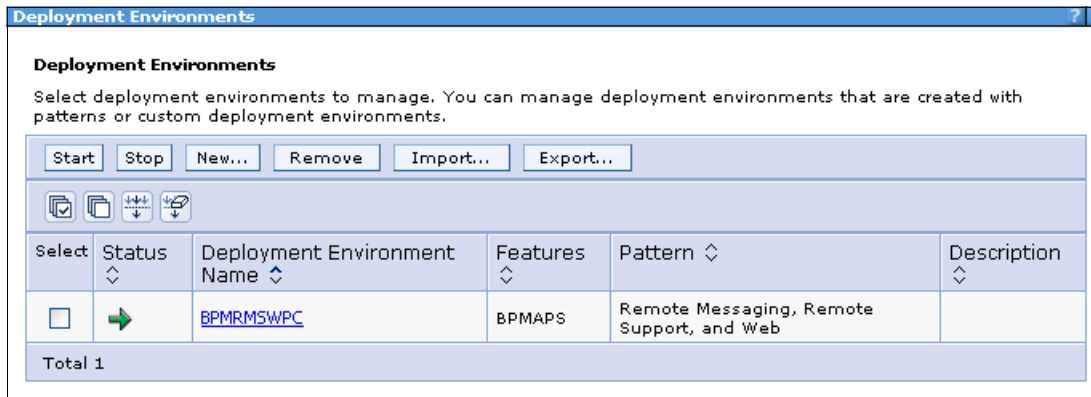 Deployment Environments
?
Deployment Environments
Select deployment environments to manage. You can manage deployment environments that are created with
patterns or custom deployment environments.
Start Stop New... Remove Import... Export...
Select Status Deployment Environment Name Features Pattern Description
BPMRMSWPC BPMAPS Remote Messaging, Remote
Support, and Web
Total 1